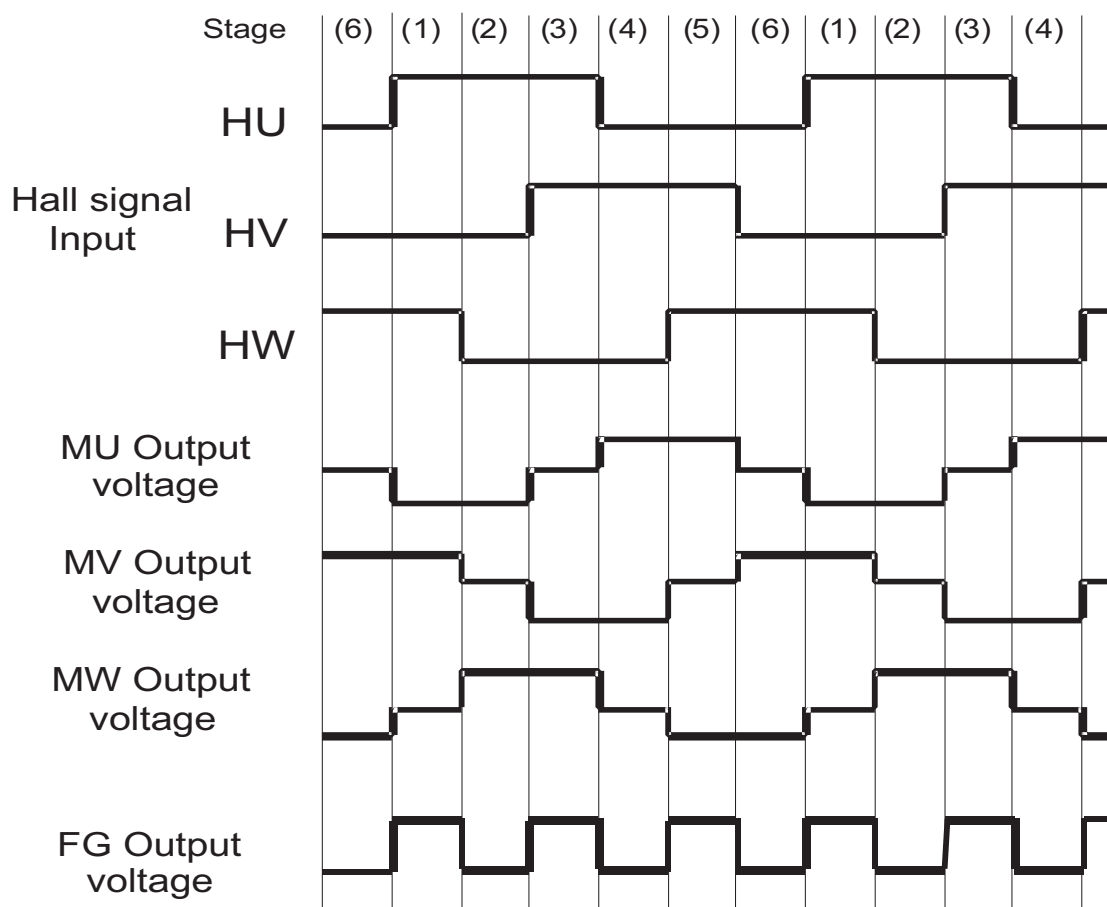 Stage (6) (1) (2) (3) (4) (5) (6) (1) (2) (3) (4)
HU
Hall signal
Input
HV
HW
MU Output
voltage
MV Output
voltage
MW Output
voltage
FG Output
voltage